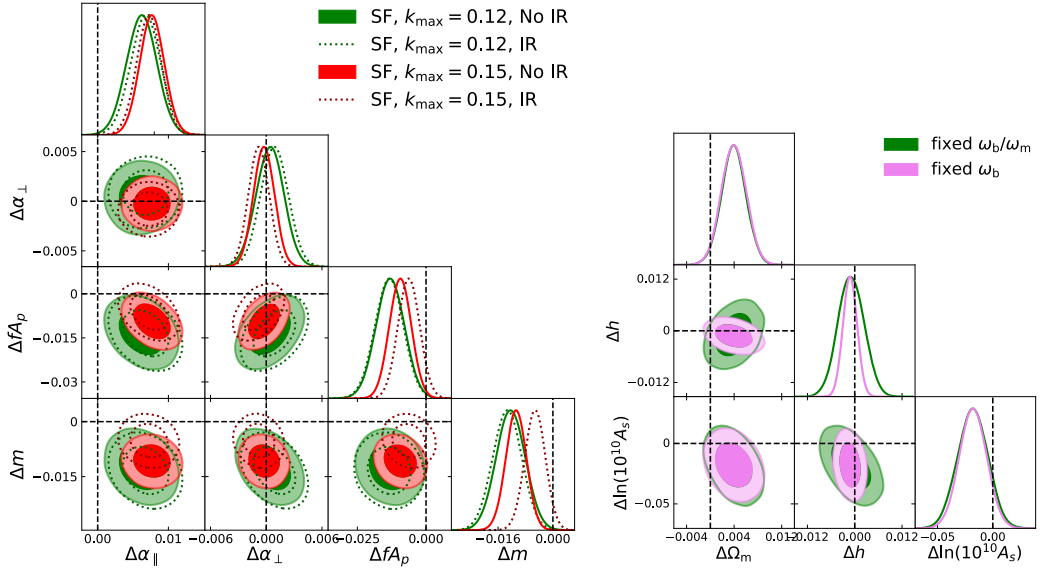 SF, k_max = 0.12, No IR
SF, k_max = 0.12, IR
SF, k_max = 0.15, No IR
SF, k_max = 0.15, IR
0.005
0.000
−0.005
Δα⊥
0
−0.015
−0.03
ΔfA_p
0
−0.015
Δm
0.00 0.01
−0.006 0.000 0.006
−0.025 0.000
−0.016 0.000
Δα∥ Δα⊥ ΔfA_p Δm
fixed ω_b/ω_m
fixed ω_b
0.012
0
−0.012
Δh
0
−0.05
Δln(10^10 A_s)
−0.004 0.004 0.012
−0.012 0.000 0.012
−0.05 0.00
ΔΩ_m Δh Δln(10^10 A_s)